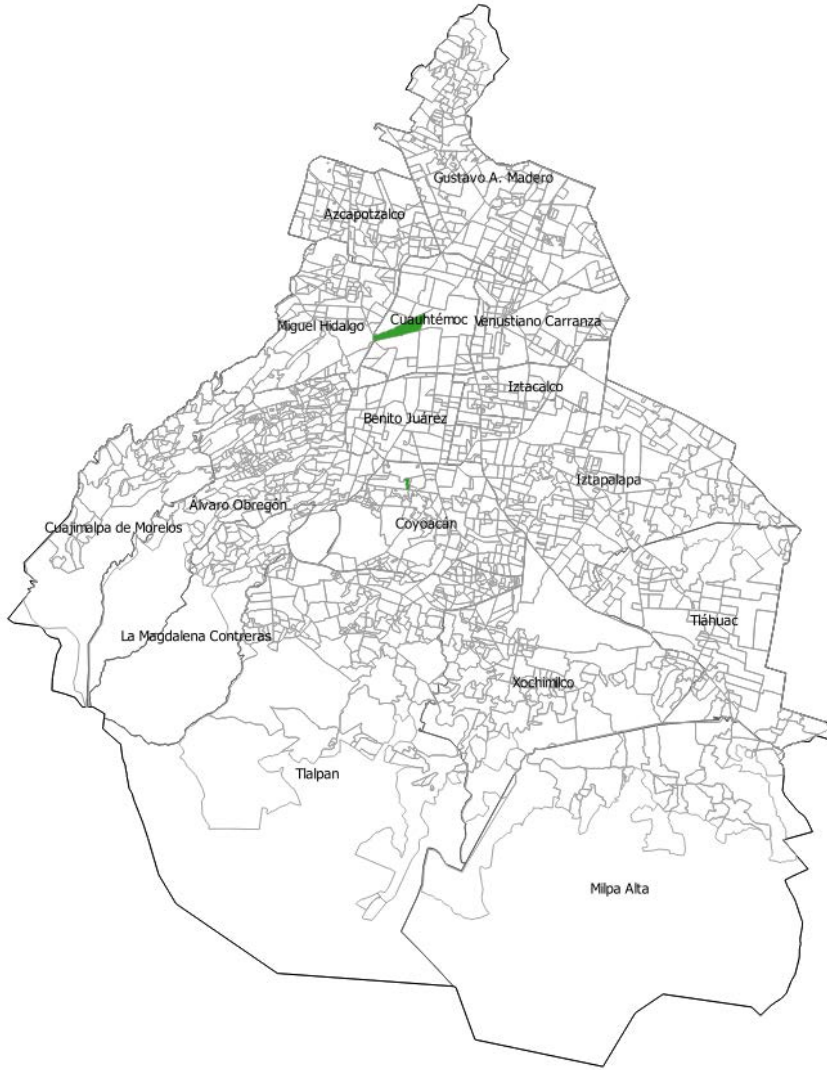 Gustavo A. Madero
Azcapotzalco
Miguel Hidalgo
Cuauhtémoc
Venustiano Carranza
Iztacalco
Benito Juárez
Iztapalapa
Álvaro Obregón
Cuajimalpa de Morelos
Coyoacán
Tláhuac
La Magdalena Contreras
Xochimilco
Tlalpan
Milpa Alta